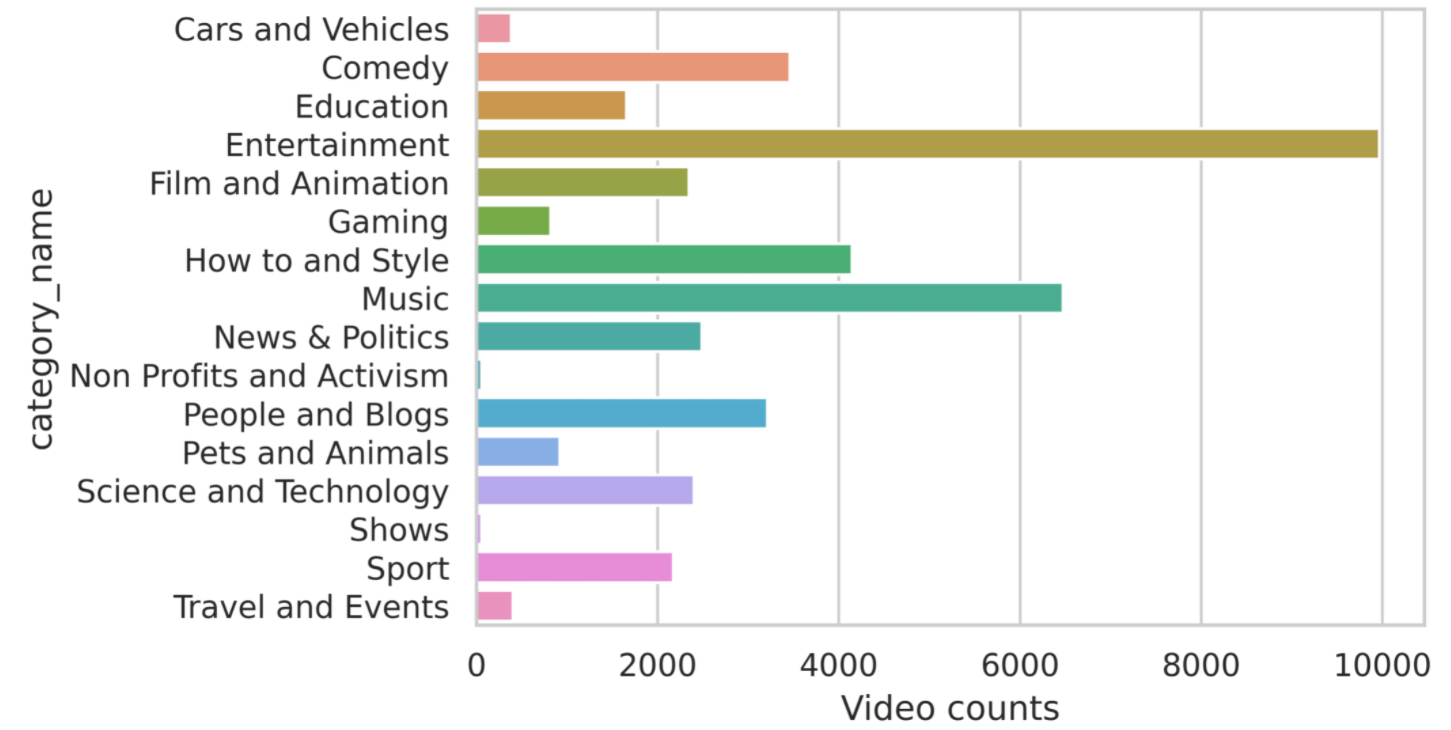 category_name
Cars and Vehicles
Comedy
Education
Entertainment
Film and Animation
Gaming
How to and Style
Music
News & Politics
Non Profits and Activism
People and Blogs
Pets and Animals
Science and Technology
Shows
Sport
Travel and Events
0 2000 4000 6000 8000 10000
Video counts